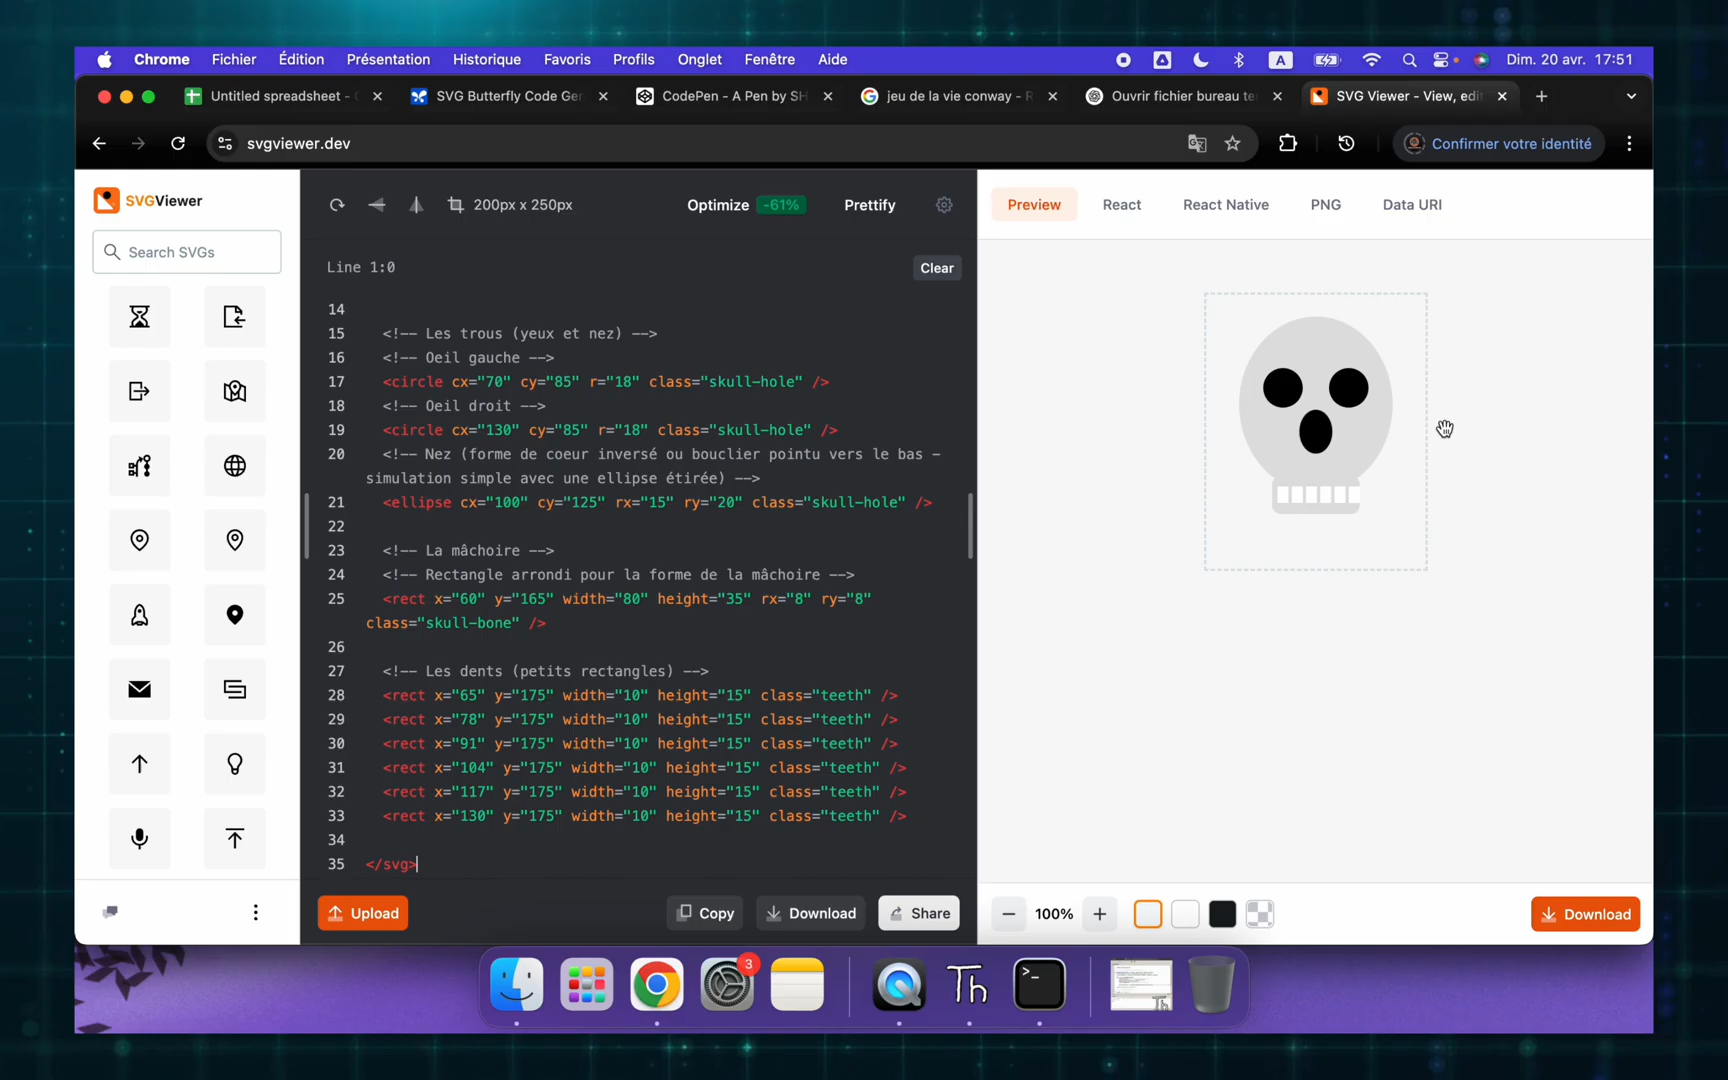 Chrome Fichier Édition Présentation Historique Favoris Profils Onglet Fenêtre Aide A Dim. 20 avr. 17:51
Untitled spreadsheet - SVG Butterfly Code Ger CodePen - A Pen by SH jeu de la vie conway - R Ouvrir fichier bureau te SVG Viewer - View, edi
svgviewer.dev Confirmer votre identité
SVGViewer
Search SVGs
200px x 250px Optimize -61% Prettify
Preview React React Native PNG Data URI
Line 1:0 Clear
14
15 <!-- Les trous (yeux et nez) -->
16 <!-- Oeil gauche -->
17 <circle cx="70" cy="85" r="18" class="skull-hole" />
18 <!-- Oeil droit -->
19 <circle cx="130" cy="85" r="18" class="skull-hole" />
20 <!-- Nez (forme de coeur inversé ou bouclier pointu vers le bas -
simulation simple avec une ellipse étirée) -->
21 <ellipse cx="100" cy="125" rx="15" ry="20" class="skull-hole" />
22
23 <!-- La mâchoire -->
24 <!-- Rectangle arrondi pour la forme de la mâchoire -->
25 <rect x="60" y="165" width="80" height="35" rx="8" ry="8"
class="skull-bone" />
26
27 <!-- Les dents (petits rectangles) -->
28 <rect x="65" y="175" width="10" height="15" class="teeth" />
29 <rect x="78" y="175" width="10" height="15" class="teeth" />
30 <rect x="91" y="175" width="10" height="15" class="teeth" />
31 <rect x="104" y="175" width="10" height="15" class="teeth" />
32 <rect x="117" y="175" width="10" height="15" class="teeth" />
33 <rect x="130" y="175" width="10" height="15" class="teeth" />
34
35 </svg>
Upload Copy Download Share
100% Download
3
Th
>_